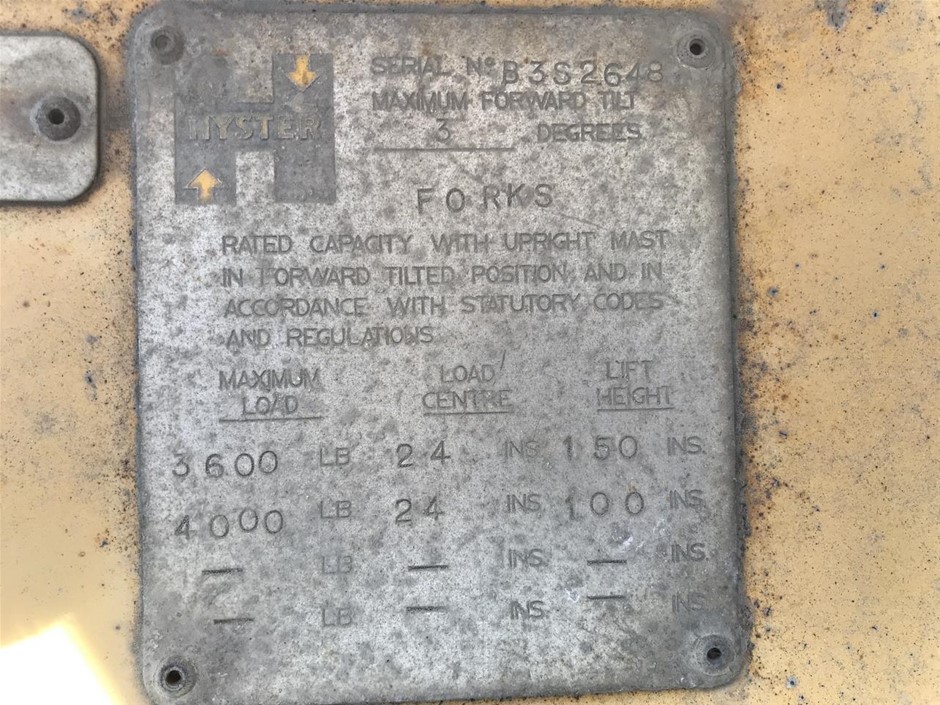 HYSTER
SERIAL Nº B3S2648
MAXIMUM FORWARD TILT
3 DEGREES
FORKS
RATED CAPACITY WITH UPRIGHT MAST
IN FORWARD TILTED POSITION AND IN
ACCORDANCE WITH STATUTORY CODES
AND REGULATIONS
MAXIMUM LOAD LOAD CENTRE LIFT HEIGHT
3600 LB 24 INS 150 INS.
4000 LB 24 INS. 100 INS.
— LB — INS. — INS.
— LB — INS. — INS.